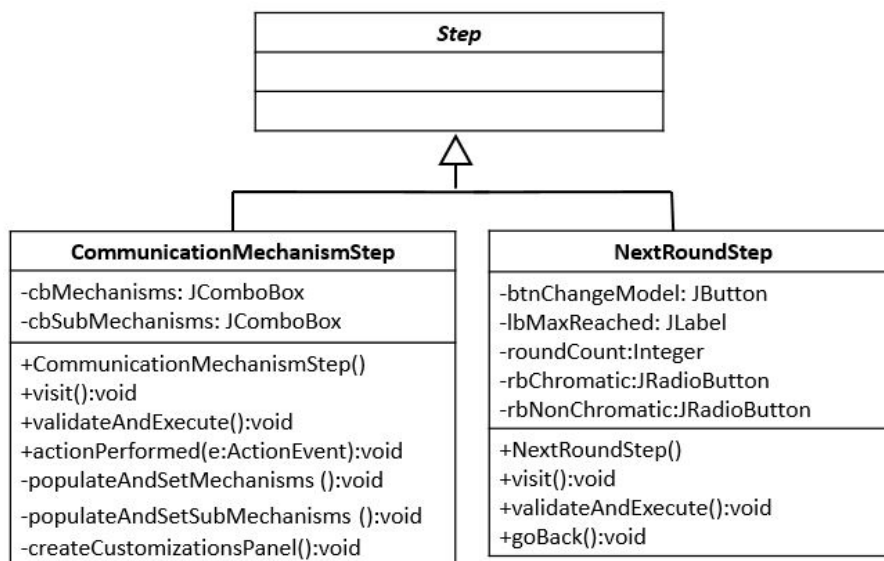 Step
CommunicationMechanismStep
-cbMechanisms: JComboBox
-cbSubMechanisms: JComboBox
+CommunicationMechanismStep()
+visit():void
+validateAndExecute():void
+actionPerformed(e:ActionEvent):void
-populateAndSetMechanisms ():void
-populateAndSetSubMechanisms ():void
-createCustomizationsPanel():void
NextRoundStep
-btnChangeModel: JButton
-lbMaxReached: JLabel
-roundCount:Integer
-rbChromatic:JRadioButton
-rbNonChromatic:JRadioButton
+NextRoundStep()
+visit():void
+validateAndExecute():void
+goBack():void